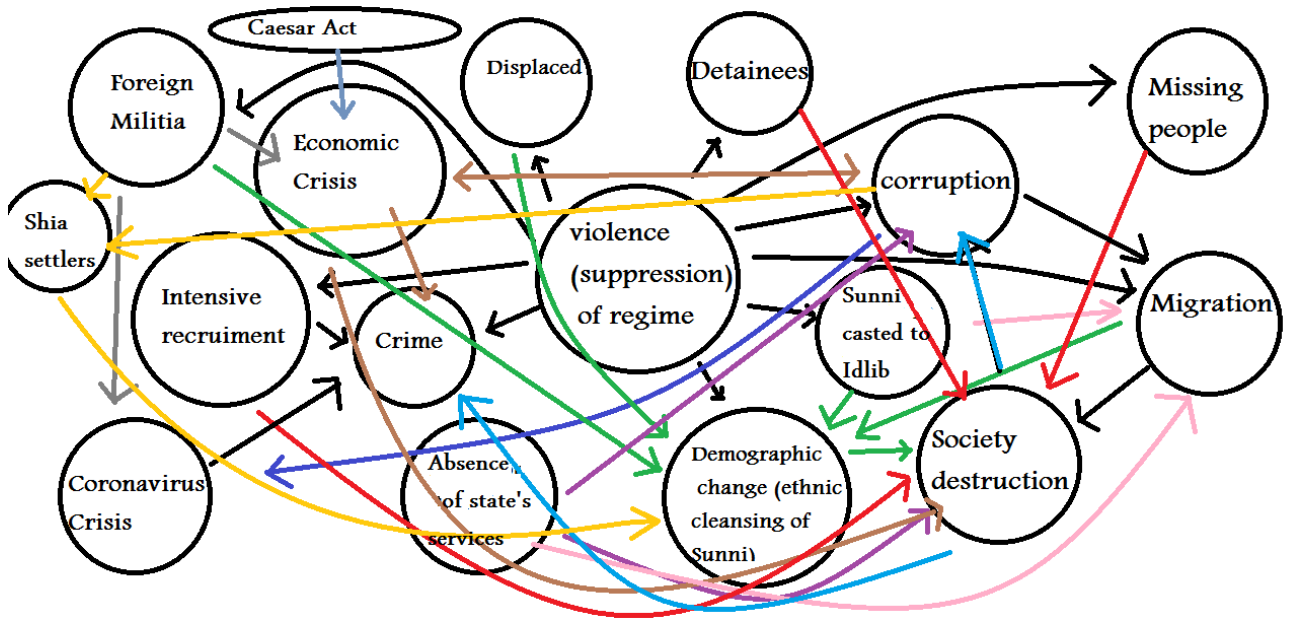 Caesar Act
Foreign
Militia
Displaced
Detainees
Missing
people
Economic
Crisis
corruption
Shia
settlers
violence
(suppression)
of regime
Intensive
recruiment
Crime
Sunni
casted to
Idlib
Migration
Coronavirus
Crisis
Absence
of state's
services
Demographic
change (ethnic
cleansing of
Sunni)
Society
destruction